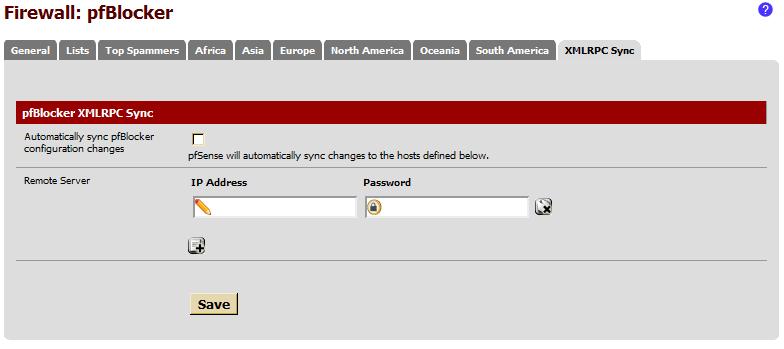 Firewall: pfBlocker
?
General Lists Top Spammers Africa Asia Europe North America Oceania South America XMLRPC Sync
pfBlocker XMLRPC Sync
Automatically sync pfBlocker
configuration changes
pfSense will automatically sync changes to the hosts defined below.
Remote Server
IP Address Password
Save